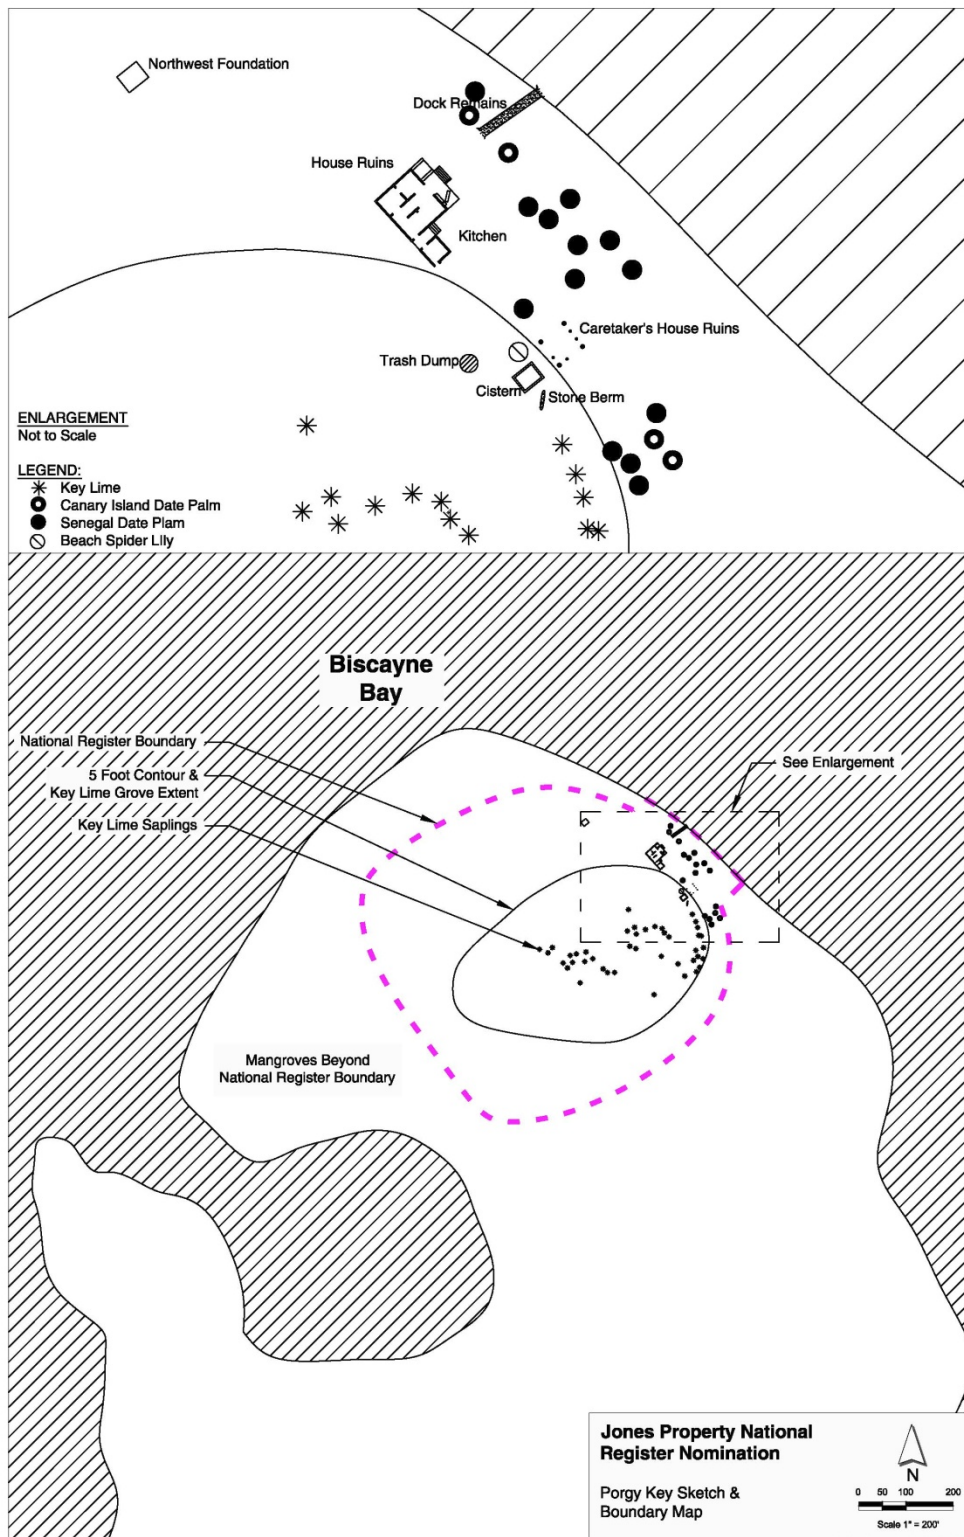 Northwest Foundation
Dock Remains
House Ruins
Kitchen
Caretaker's House Ruins
Trash Dump
Cistern
Stone Berm
ENLARGEMENT
Not to Scale
LEGEND:
Key Lime
Canary Island Date Palm
Senegal Date Plam
Beach Spider Lily
Biscayne
Bay
National Register Boundary
See Enlargement
5 Foot Contour &
Key Lime Grove Extent
Key Lime Saplings
Mangroves Beyond
National Register Boundary
Jones Property National
Register Nomination
Porgy Key Sketch &
Boundary Map
N
0 50 100 200
Scale 1" = 200'